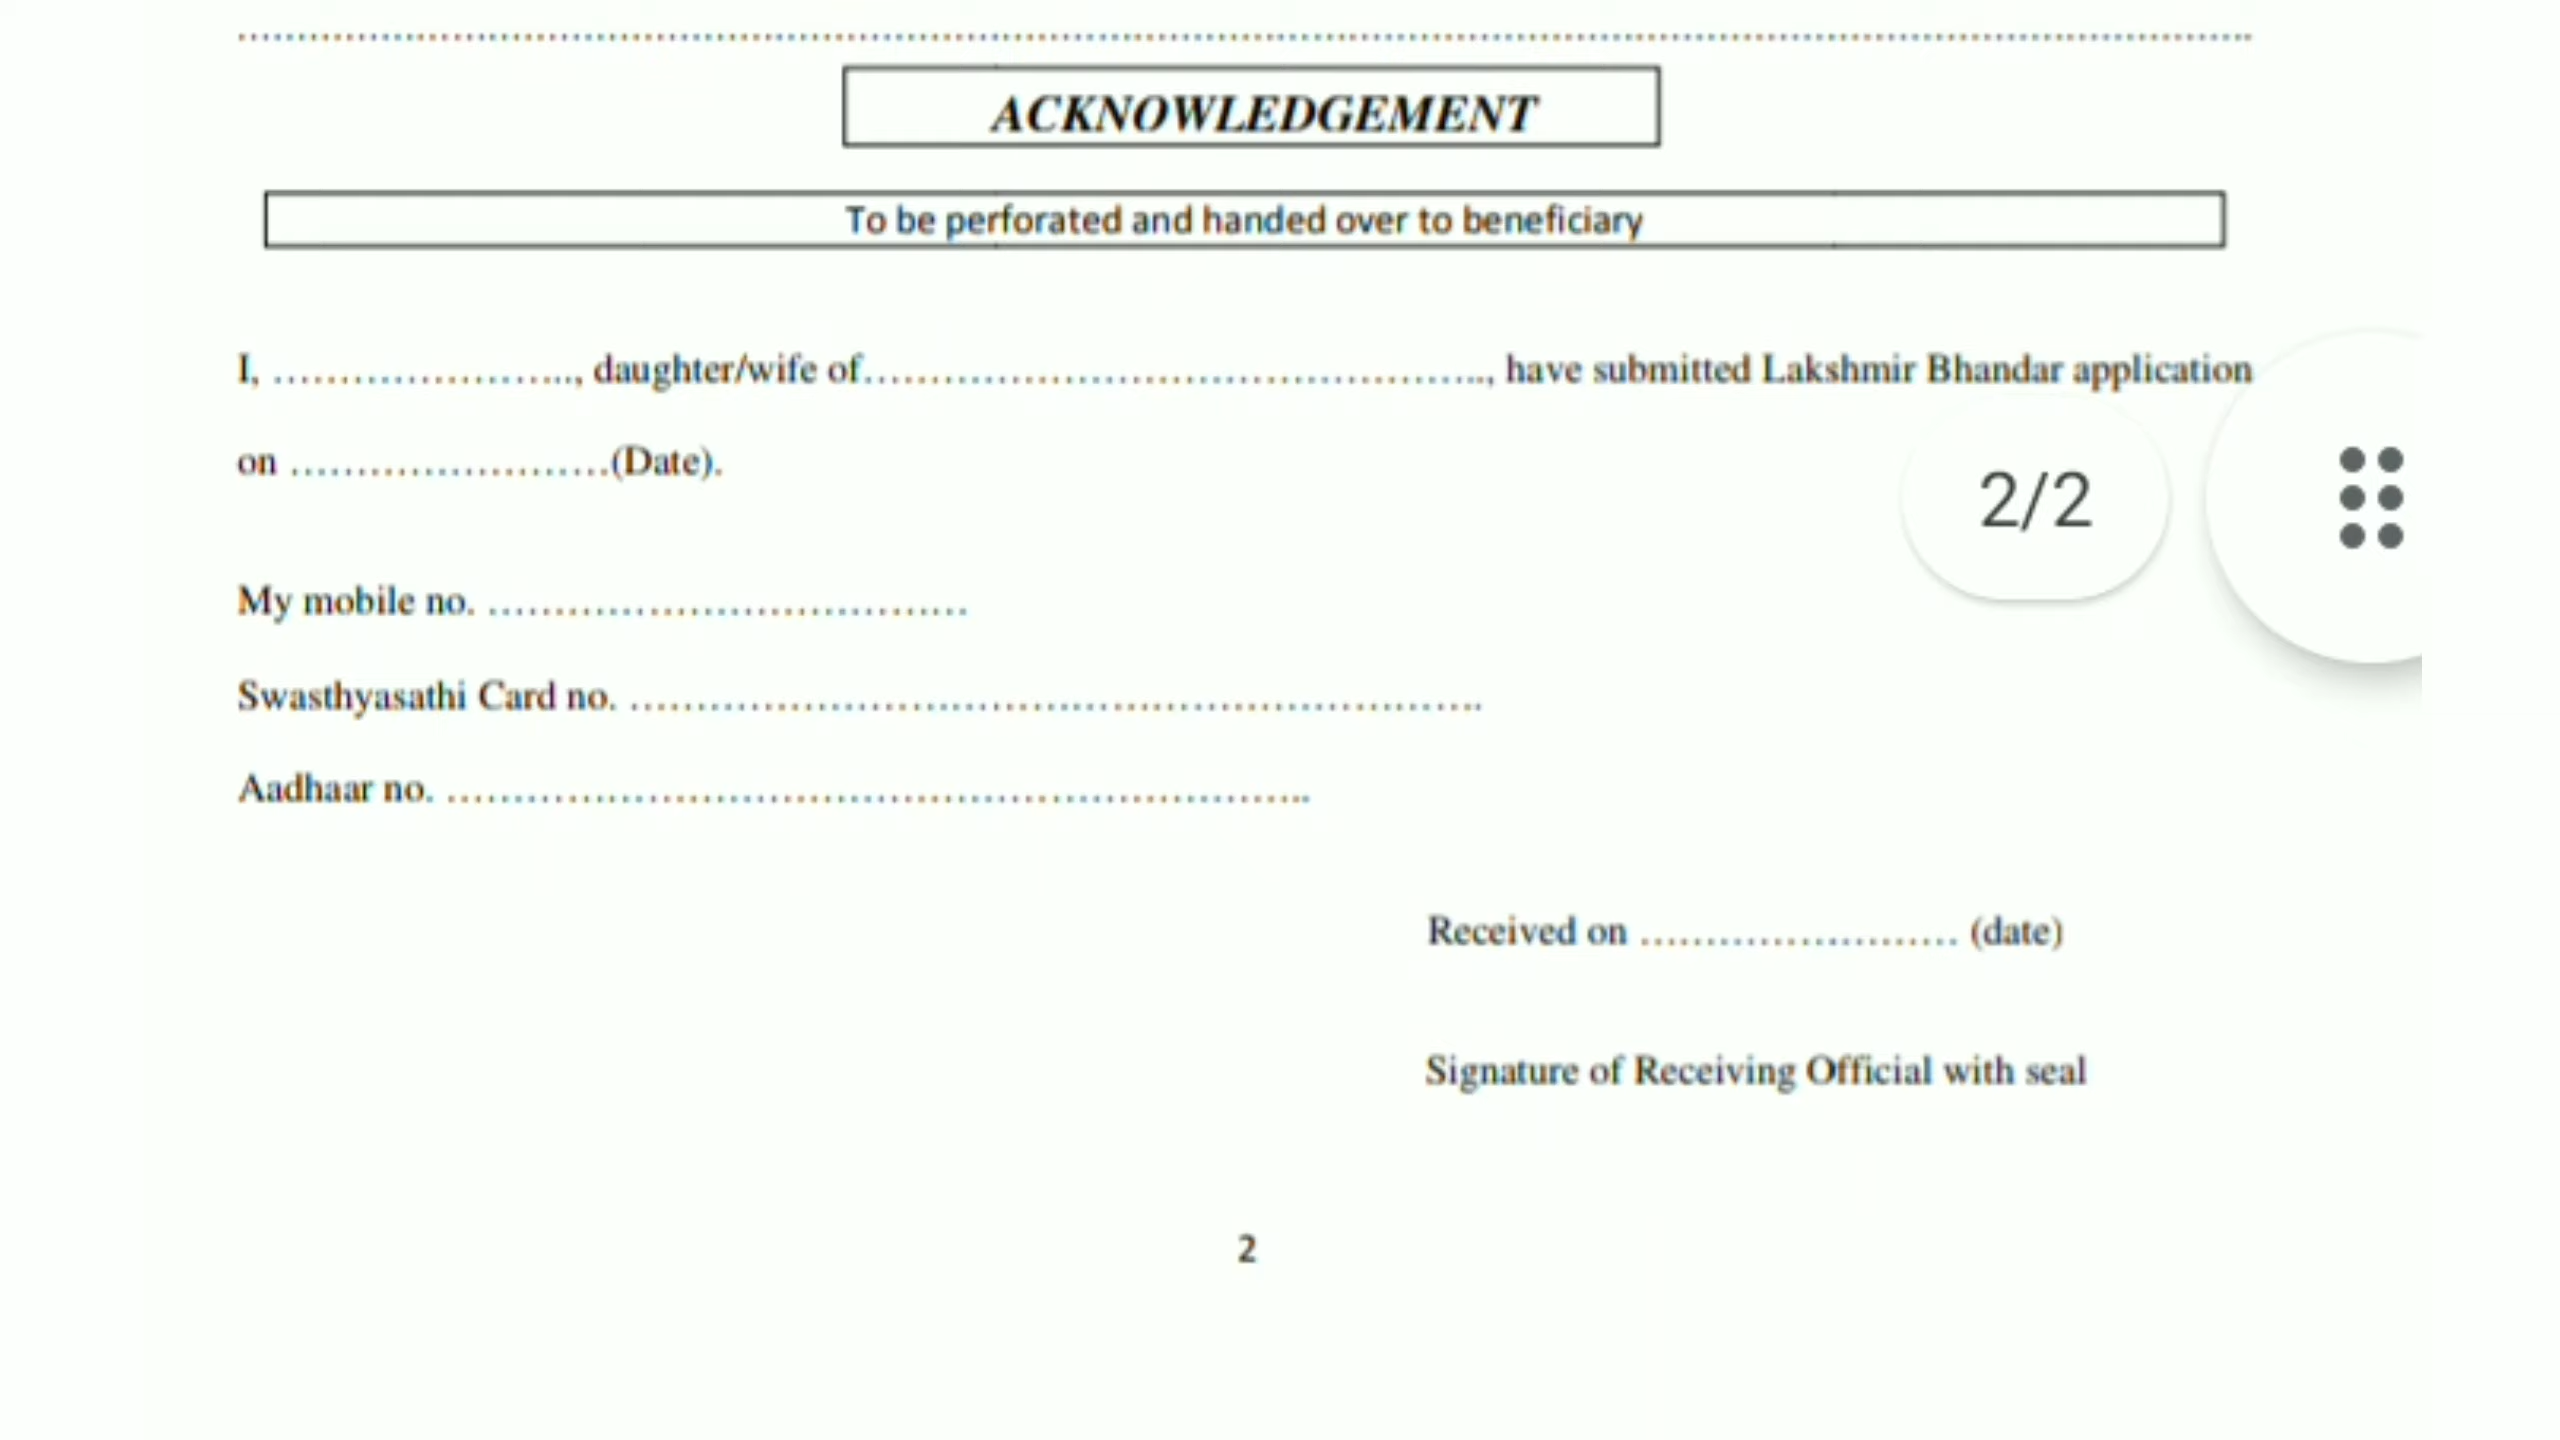 ……………………………………………………………………………………………………………………..
ACKNOWLEDGEMENT
To be perforated and handed over to beneficiary
I, …………………..., daughter/wife of……………………………………….., have submitted Lakshmir Bhandar application
on ……………………(Date).
2/2
My mobile no. ………………………………
Swasthyasathi Card no. ……………………………………………………….
Aadhaar no. ………………………………………………………..
Received on …………………… (date)
Signature of Receiving Official with seal
2